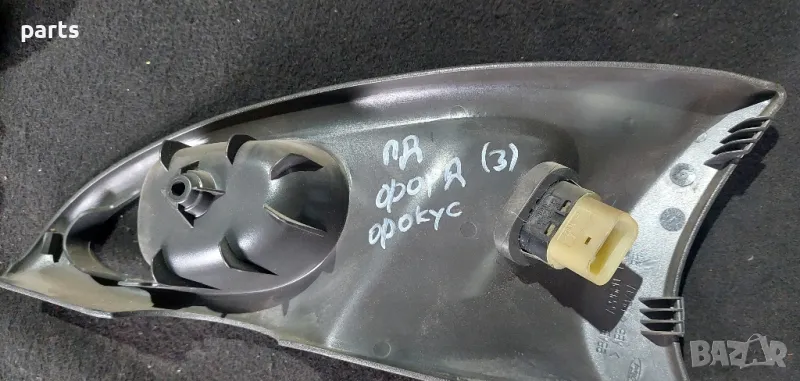 parts
ПД
форд (3)
фокус
BAZAR